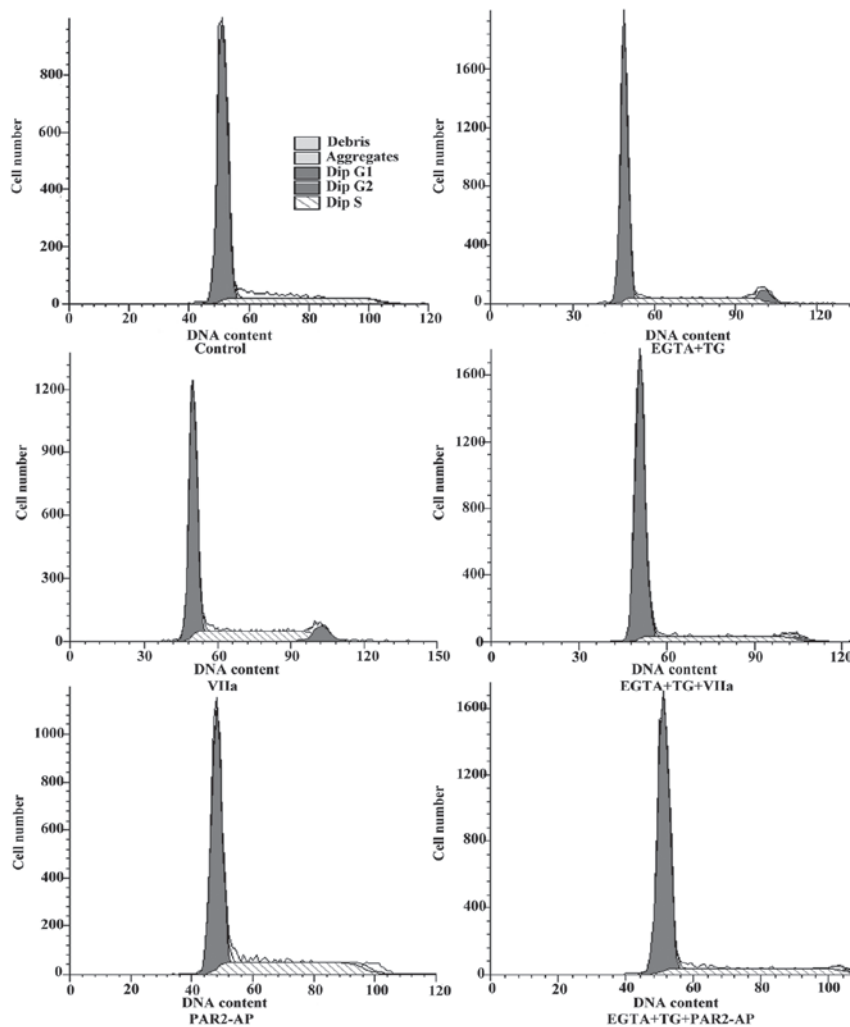 800
600
400
200
0
Cell number
0 20 40 60 80 100 120
DNA content
Control
Debris
Aggregates
Dip G1
Dip G2
Dip S
1600
1200
800
400
0
Cell number
0 30 60 90 120
DNA content
EGTA+TG
1200
900
600
300
0
Cell number
0 30 60 90 120 150
DNA content
VIIa
1600
1200
800
400
0
Cell number
0 30 60 90 120
DNA content
EGTA+TG+VIIa
1000
800
600
400
200
0
Cell number
0 20 40 60 80 100 120
DNA content
PAR2-AP
1600
1200
800
400
0
Cell number
0 20 40 60 80 100
DNA content
EGTA+TG+PAR2-AP